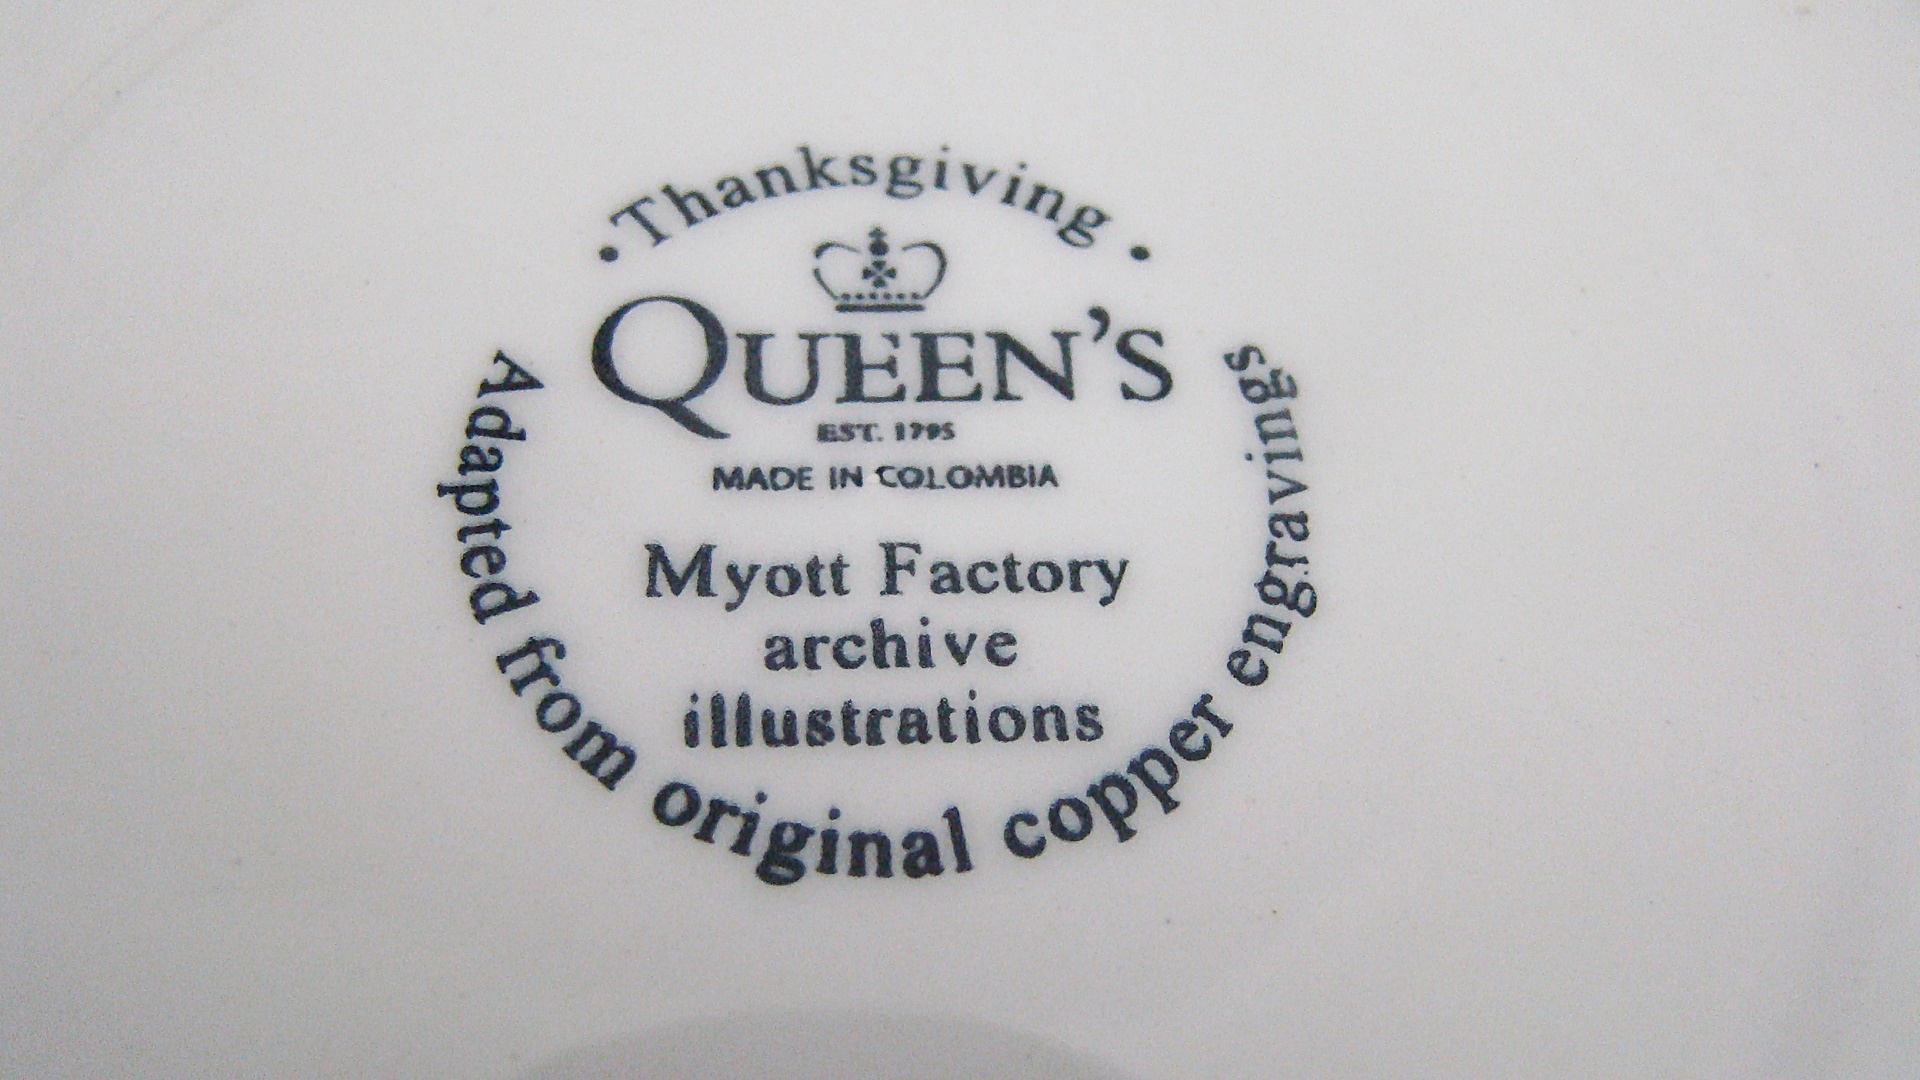 • Thanksgiving •
QUEEN'S
EST. 1795
MADE IN COLOMBIA
Myott Factory
archive
illustrations
Adapted from original copper engravings